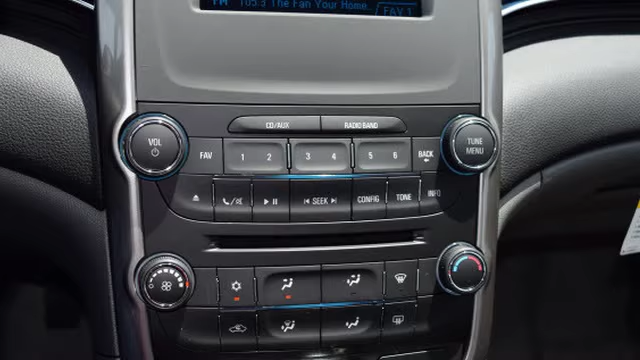 FM 105.3 The Fan Your Home...
FAV 1
CD/AUX RADIO BAND
VOL TUNE MENU
FAV 1 2 3 4 5 6 BACK
SEEK CONFIG TONE INFO